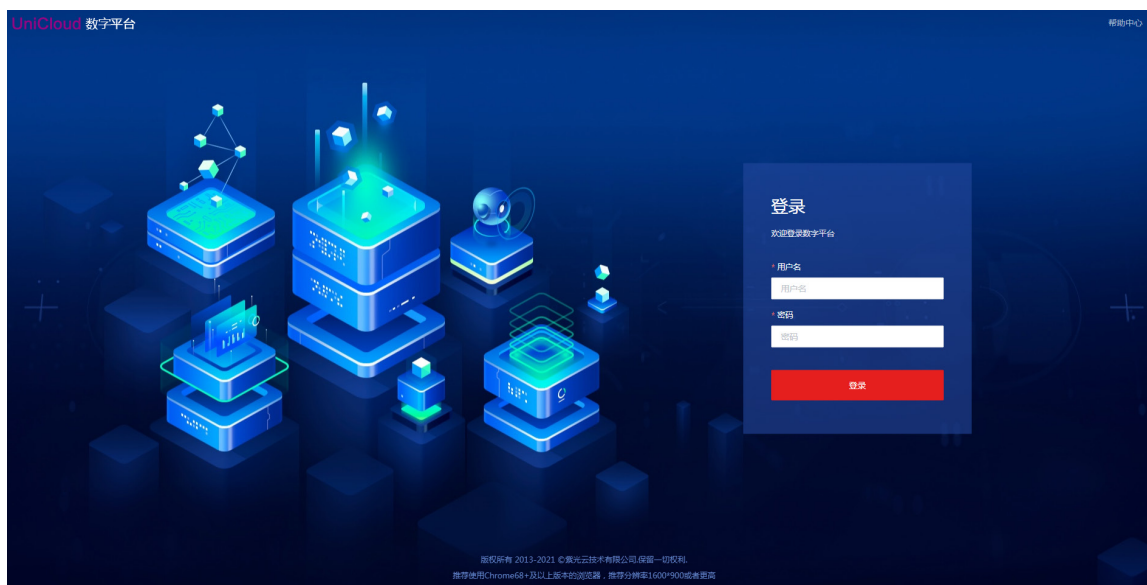 UniCloud 数字平台
帮助中心
登录
欢迎登录数字平台
* 用户名
用户名
* 密码
密码
登录
版权所有 2013-2021 ©紫光云技术有限公司.保留一切权利.
推荐使用Chrome68+及以上版本的浏览器，推荐分辨率1600*900或者更高